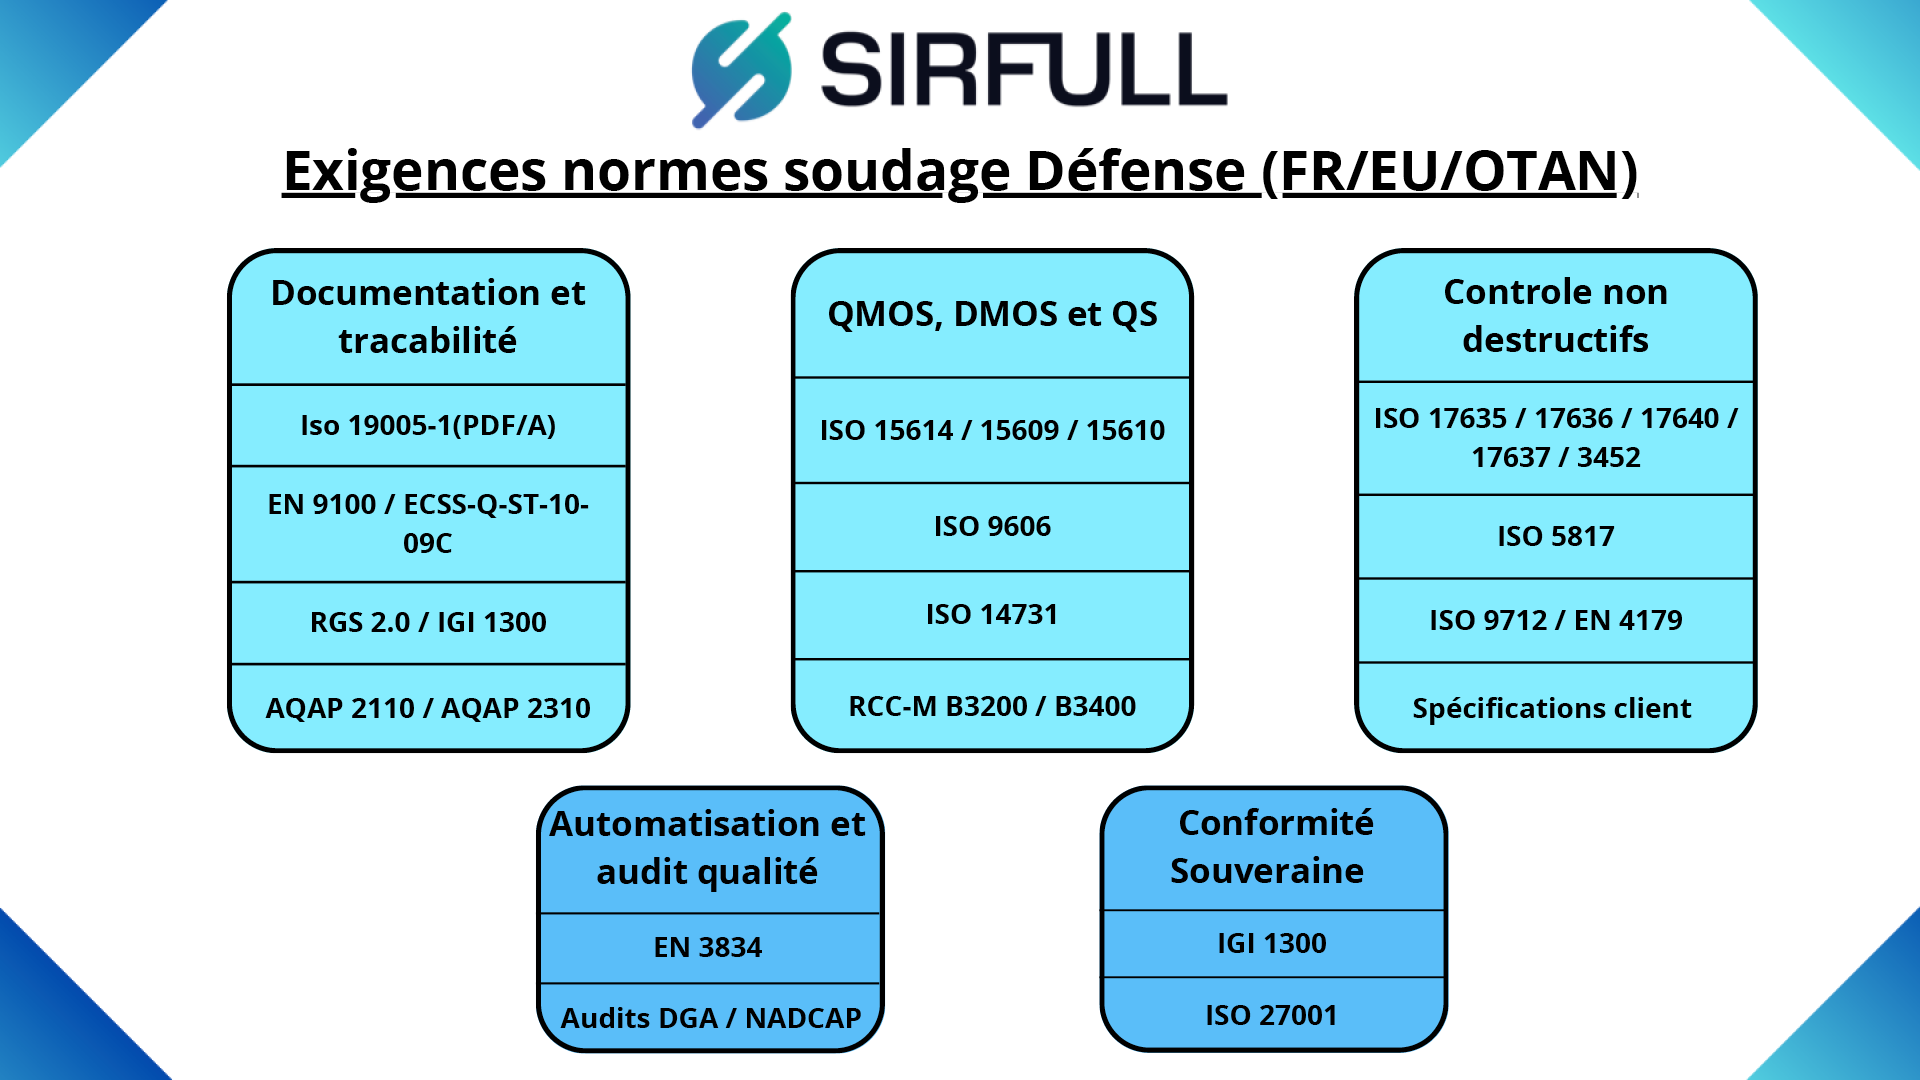 SIRFULL
Exigences normes soudage Défense (FR/EU/OTAN)
Documentation et
tracabilité
Iso 19005-1(PDF/A)
EN 9100 / ECSS-Q-ST-10-
09C
RGS 2.0 / IGI 1300
AQAP 2110 / AQAP 2310
QMOS, DMOS et QS
ISO 15614 / 15609 / 15610
ISO 9606
ISO 14731
RCC-M B3200 / B3400
Controle non
destructifs
ISO 17635 / 17636 / 17640 /
17637 / 3452
ISO 5817
ISO 9712 / EN 4179
Spécifications client
Automatisation et
audit qualité
EN 3834
Audits DGA / NADCAP
Conformité
Souveraine
IGI 1300
ISO 27001